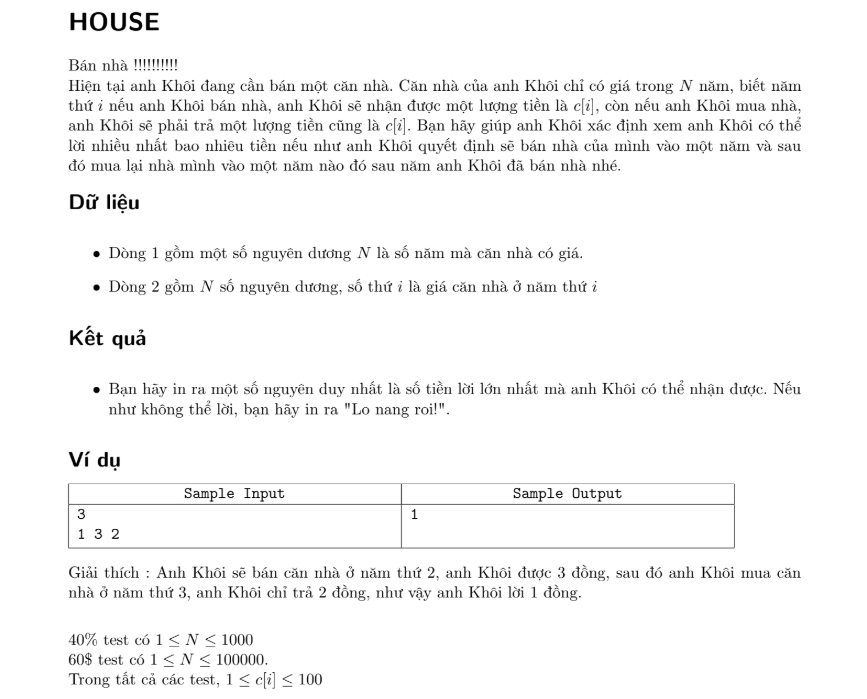 HOUSE
Bán nhà !!!!!!!!!!
Hiện tại anh Khôi đang cần bán một căn nhà. Căn nhà của anh Khôi chỉ có giá trong N năm, biết năm
thứ i nếu anh Khôi bán nhà, anh Khôi sẽ nhận được một lượng tiền là c[i], còn nếu anh Khôi mua nhà,
anh Khôi sẽ phải trả một lượng tiền cũng là c[i]. Bạn hãy giúp anh Khôi xác định xem anh Khôi có thể
lời nhiều nhất bao nhiêu tiền nếu như anh Khôi quyết định sẽ bán nhà của mình vào một năm và sau
đó mua lại nhà mình vào một năm nào đó sau năm anh Khôi đã bán nhà nhé.
Dữ liệu
• Dòng 1 gồm một số nguyên dương N là số năm mà căn nhà có giá.
• Dòng 2 gồm N số nguyên dương, số thứ i là giá căn nhà ở năm thứ i
Kết quả
• Bạn hãy in ra một số nguyên duy nhất là số tiền lời lớn nhất mà anh Khôi có thể nhận được. Nếu
như không thể lời, bạn hãy in ra "Lo nang roi!".
Ví dụ
Sample Input Sample Output
3 1
1 3 2
Giải thích : Anh Khôi sẽ bán căn nhà ở năm thứ 2, anh Khôi được 3 đồng, sau đó anh Khôi mua căn
nhà ở năm thứ 3, anh Khôi chỉ trả 2 đồng, như vậy anh Khôi lời 1 đồng.
40% test có 1 ≤ N ≤ 1000
60$ test có 1 ≤ N ≤ 100000.
Trong tất cả các test, 1 ≤ c[i] ≤ 100